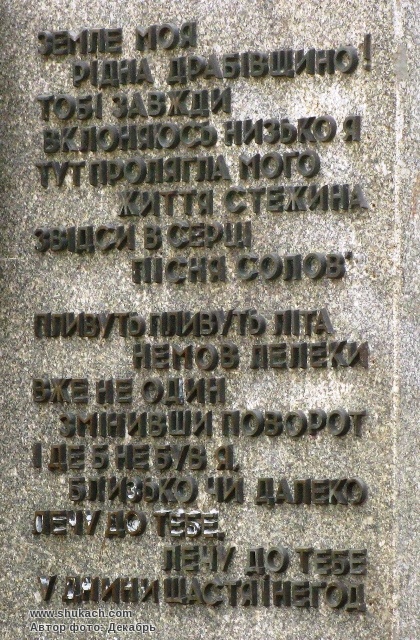 ЗЕМЛЕ МОЯ
РІДНА ДРАБІВЩИНО!
ТОБІ ЗАВЖДИ
ВКЛОНЯЮСЬ НИЗЬКО Я
ТУТ ПРОЛЯГЛА МОГО
ЖИТТЯ СТЕЖИНА
ЗВІДСИ В СЕРЦІ
ПІСНЯ СОЛОВ'
ПЛИВУТЬ ПЛИВУТЬ ЛІТА
НЕМОВ ЛЕЛЕКИ
ВЖЕ НЕ ОДИН
ЗМІНИВШИ ПОВОРОТ
І ДЕ Б НЕ БУВ Я,
БЛИЗЬКО ЧИ ДАЛЕКО
ЛЕЧУ ДО ТЕБЕ,
ЛЕЧУ ДО ТЕБЕ
У ДНИНИ ЩАСТЯ І НЕГОД
www.shukach.com
Автор фото: Декабрь